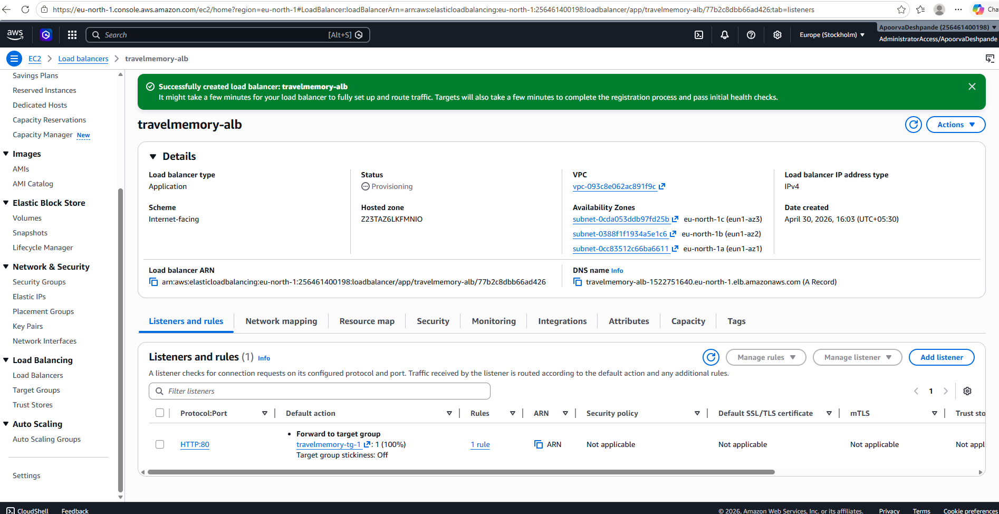 https://eu-north-1.console.aws.amazon.com/ec2/home?region=eu-north-1#LoadBalancer:loadBalancerArn=arn:aws:elasticloadbalancing:eu-north-1:256461400198:loadbalancer/app/travelmemory-alb/77b2c8dbb66ad426;tab=listeners
Cha
aws
Search [Alt+S]
Europe (Stockholm)
ApoorvaDeshpande (256461400198)
AdministratorAccess/ApoorvaDeshpande
EC2 Load balancers travelmemory-alb
Savings Plans
Reserved Instances
Dedicated Hosts
Capacity Reservations
Capacity Manager New
Images
AMIs
AMI Catalog
Elastic Block Store
Volumes
Snapshots
Lifecycle Manager
Network & Security
Security Groups
Elastic IPs
Placement Groups
Key Pairs
Network Interfaces
Load Balancing
Load Balancers
Target Groups
Trust Stores
Auto Scaling
Auto Scaling Groups
Settings
Successfully created load balancer: travelmemory-alb
It might take a few minutes for your load balancer to fully set up and route traffic. Targets will also take a few minutes to complete the registration process and pass initial health checks.
travelmemory-alb
Actions
Details
Load balancer type
Application
Status
Provisioning
VPC
vpc-093c8e062ac891f9c
Load balancer IP address type
IPv4
Scheme
Internet-facing
Hosted zone
Z23TAZ6LKFMNIO
Availability Zones
subnet-0cda053ddb97fd25b eu-north-1c (eun1-az3)
subnet-0388f1f1934a5e1c6 eu-north-1b (eun1-az2)
subnet-0cc83512c66ba6611 eu-north-1a (eun1-az1)
Date created
April 30, 2026, 16:03 (UTC+05:30)
Load balancer ARN
arn:aws:elasticloadbalancing:eu-north-1:256461400198:loadbalancer/app/travelmemory-alb/77b2c8dbb66ad426
DNS name Info
travelmemory-alb-1522751640.eu-north-1.elb.amazonaws.com (A Record)
Listeners and rules Network mapping Resource map Security Monitoring Integrations Attributes Capacity Tags
Listeners and rules (1) Info
Manage rules Manage listener Add listener
A listener checks for connection requests on its configured protocol and port. Traffic received by the listener is routed according to the default action and any additional rules.
Filter listeners
1
Protocol:Port Default action Rules ARN Security policy Default SSL/TLS certificate mTLS Trust sto
HTTP:80
• Forward to target group
travelmemory-tg-1 : 1 (100%)
Target group stickiness: Off
1 rule ARN Not applicable Not applicable Not applicable Not appl
CloudShell Feedback
© 2026, Amazon Web Services, Inc. or its affiliates. Privacy Terms Cookie preferences